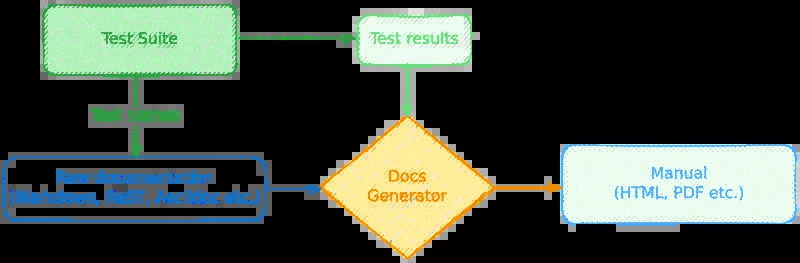 Test Suite
Test results
Test names
Raw documentation
(Markdown, ReST, AsciiDoc etc.)
Docs
Generator
Manual
(HTML, PDF etc.)